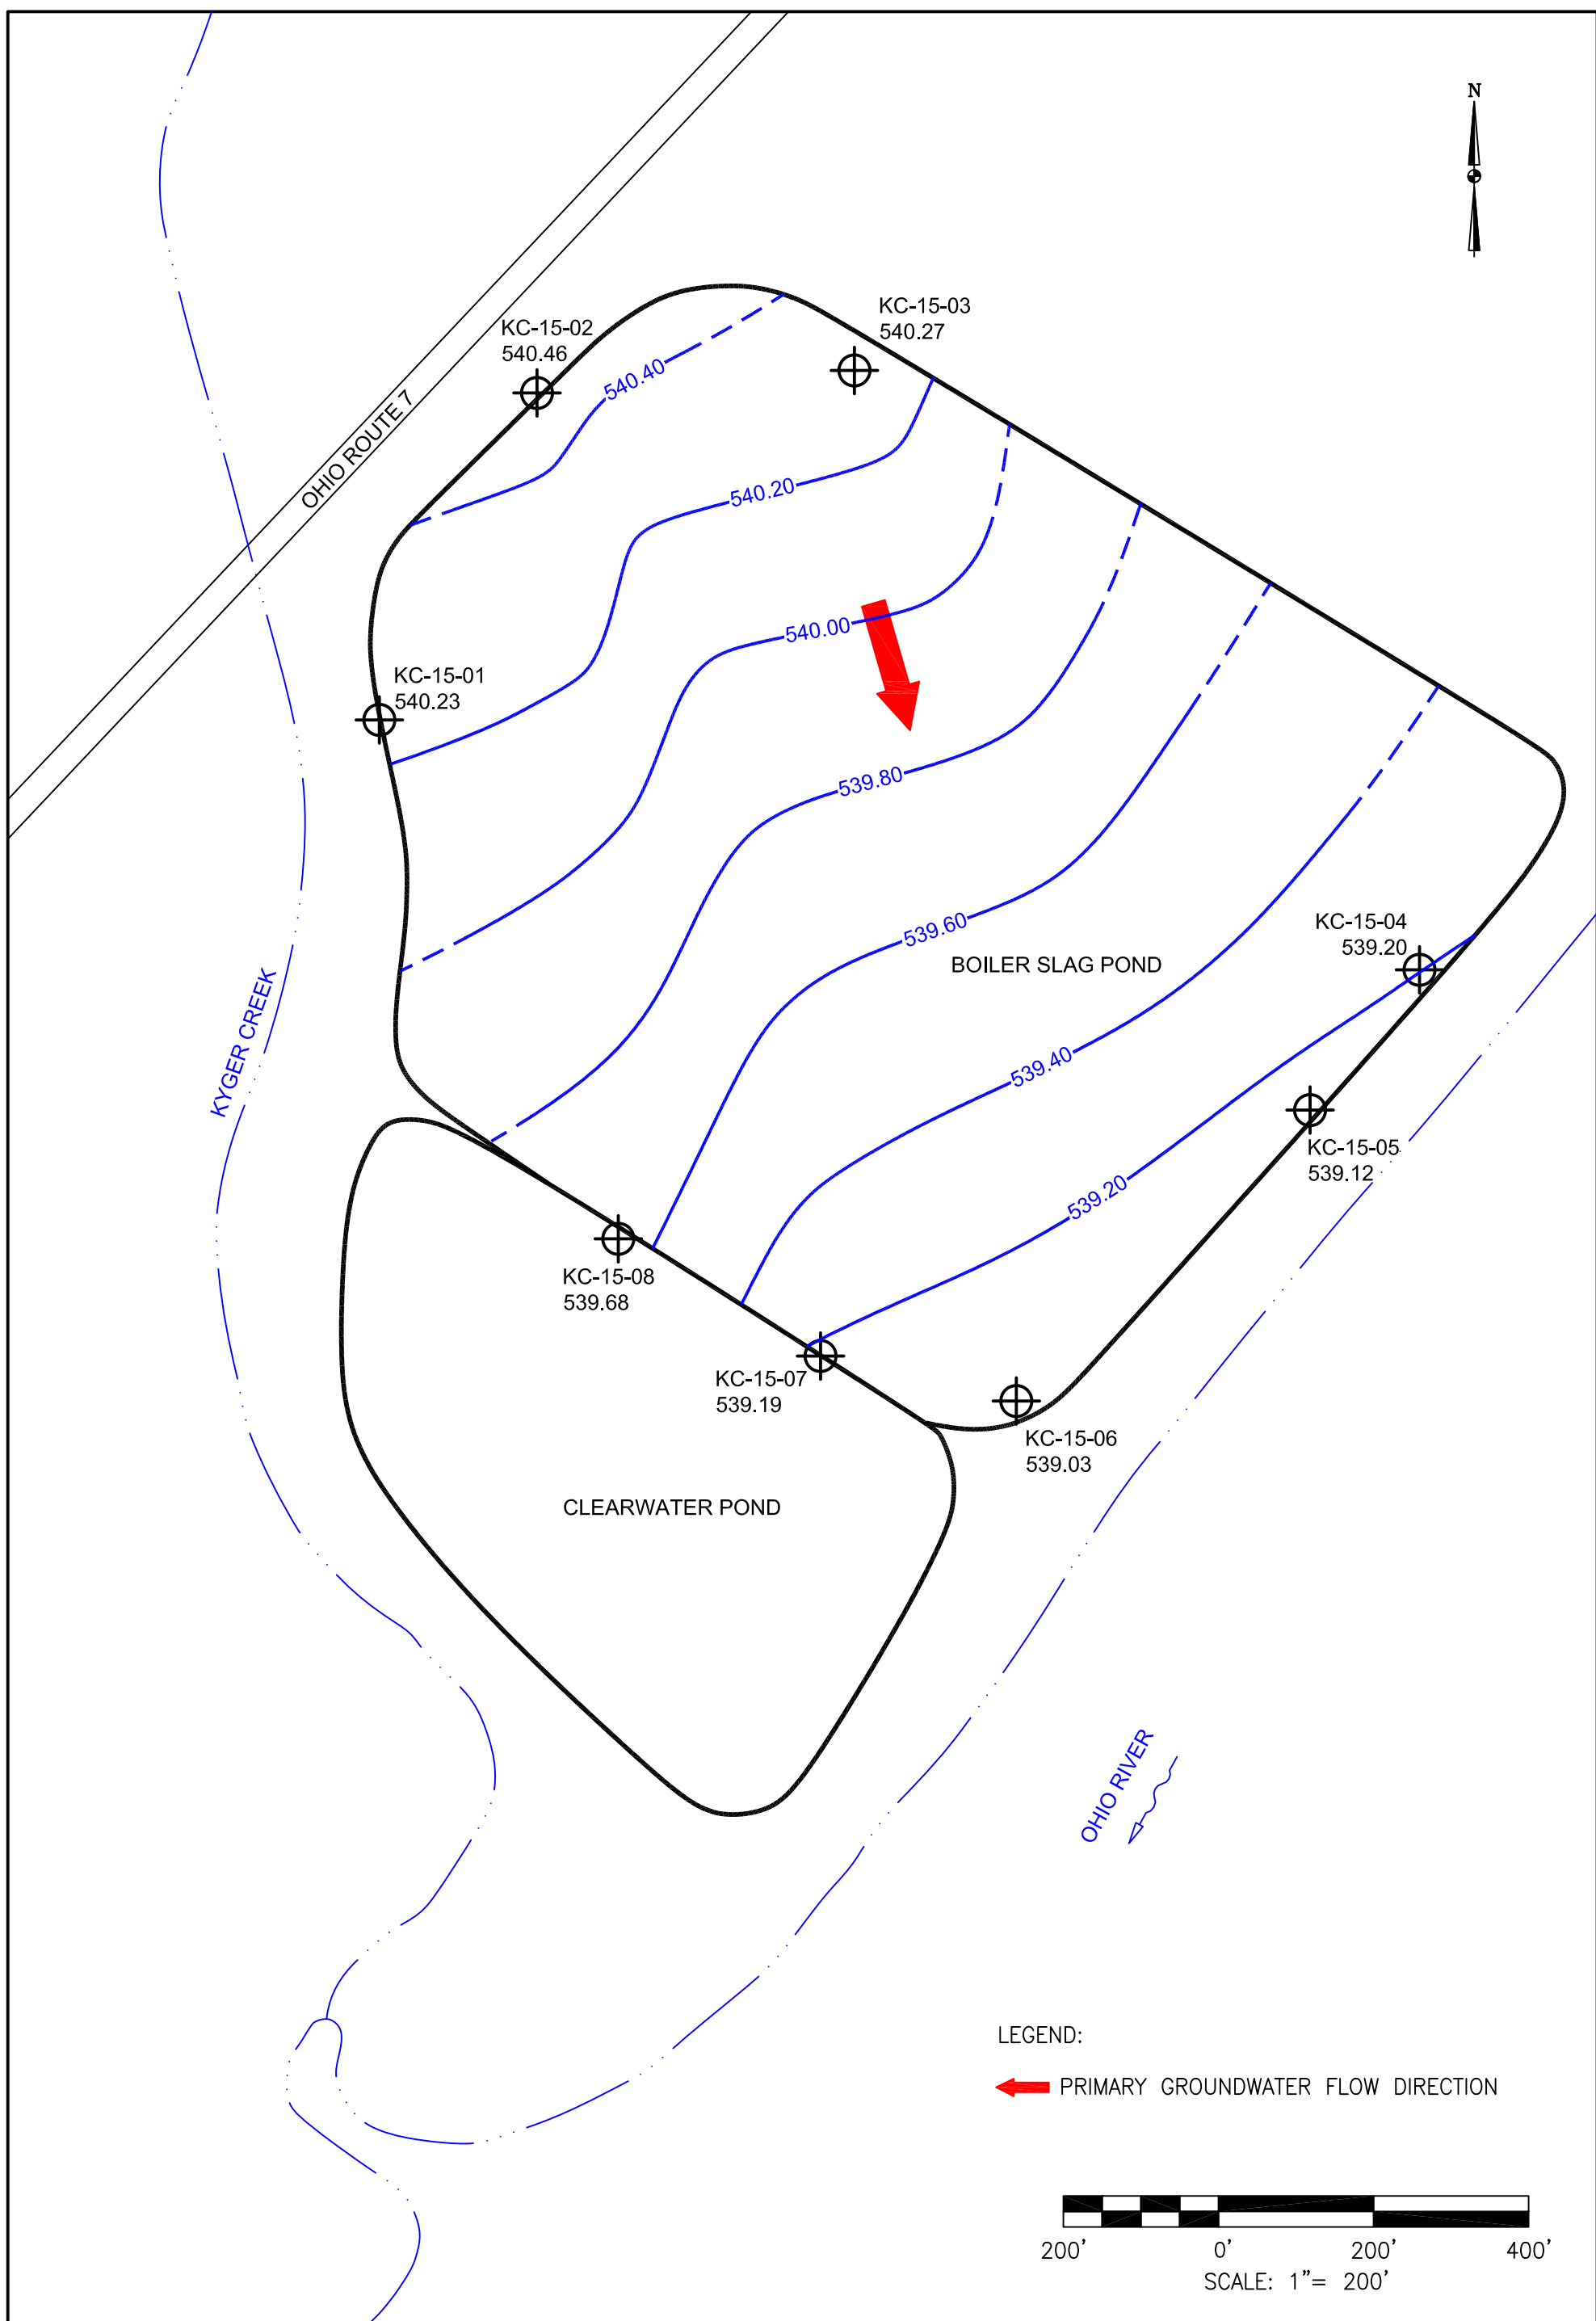 N
KC-15-03
540.27
KC-15-02
540.46
540.40
OHIO ROUTE 7
540.20
540.00
KC-15-01
540.23
539.80
539.60
KC-15-04
539.20
BOILER SLAG POND
KYGER CREEK
539.40
KC-15-05
539.12
539.20
KC-15-08
539.68
KC-15-07
539.19
KC-15-06
539.03
CLEARWATER POND
OHIO RIVER
LEGEND:
PRIMARY GROUNDWATER FLOW DIRECTION
200' 0' 200' 400'
SCALE: 1"= 200'